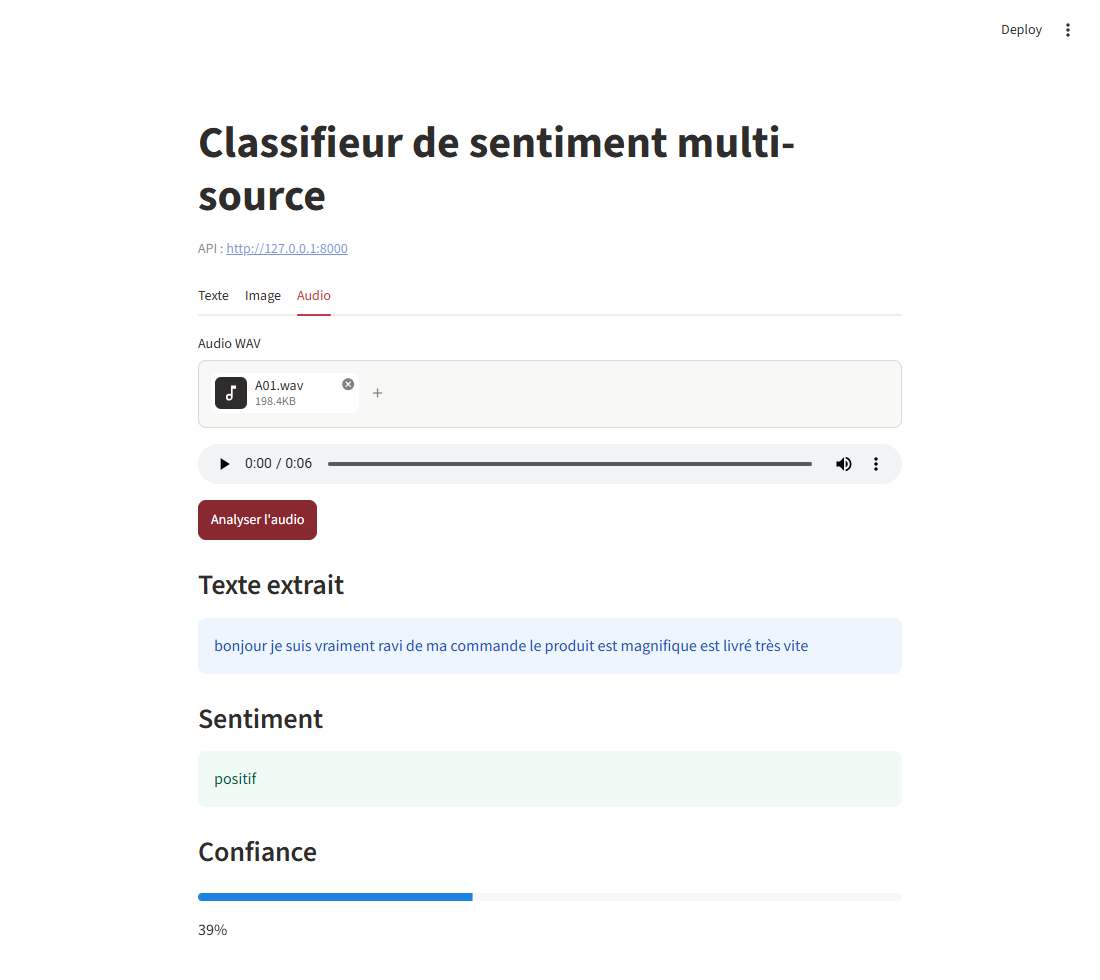 Deploy
Classifieur de sentiment multi-
source
API : http://127.0.0.1:8000
Texte Image Audio
Audio WAV
A01.wav
198.4KB
0:00 / 0:06
Analyser l'audio
Texte extrait
bonjour je suis vraiment ravi de ma commande le produit est magnifique est livré très vite
Sentiment
positif
Confiance
39%